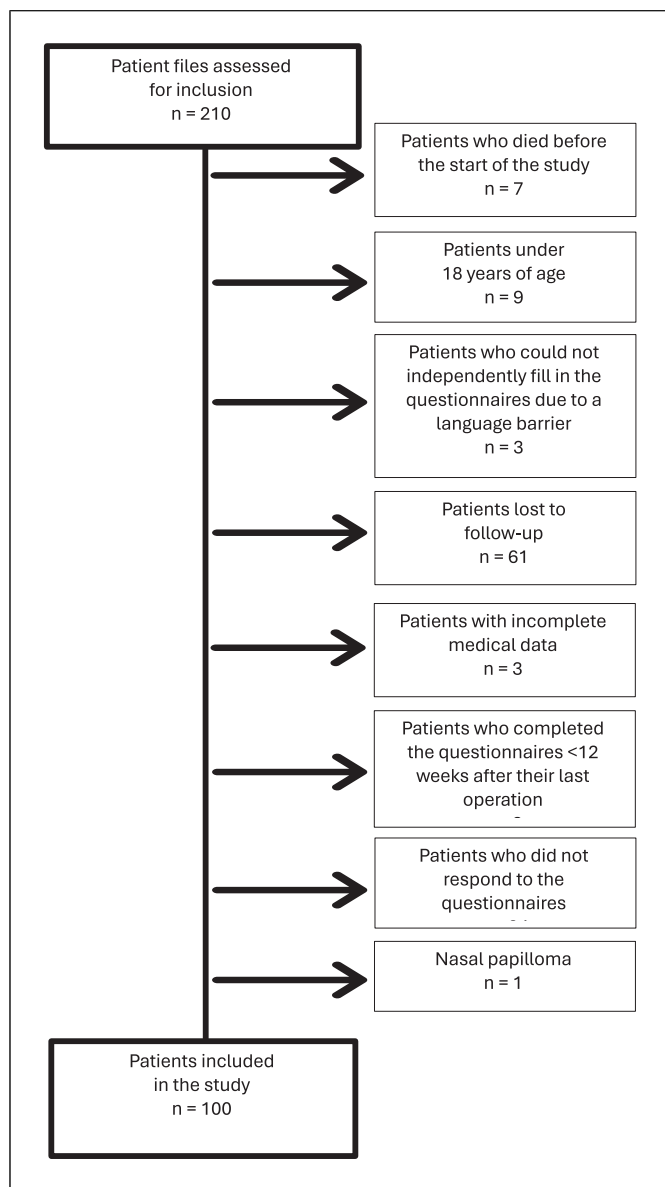 Patient files assessed
for inclusion
n = 210
Patients who died before
the start of the study
n = 7
Patients under
18 years of age
n = 9
Patients who could not
independently fill in the
questionnaires due to a
language barrier
n = 3
Patients lost to
follow-up
n = 61
Patients with incomplete
medical data
n = 3
Patients who completed
the questionnaires <12
weeks after their last
operation
Patients who did not
respond to the
questionnaires
Nasal papilloma
n = 1
Patients included
in the study
n = 100